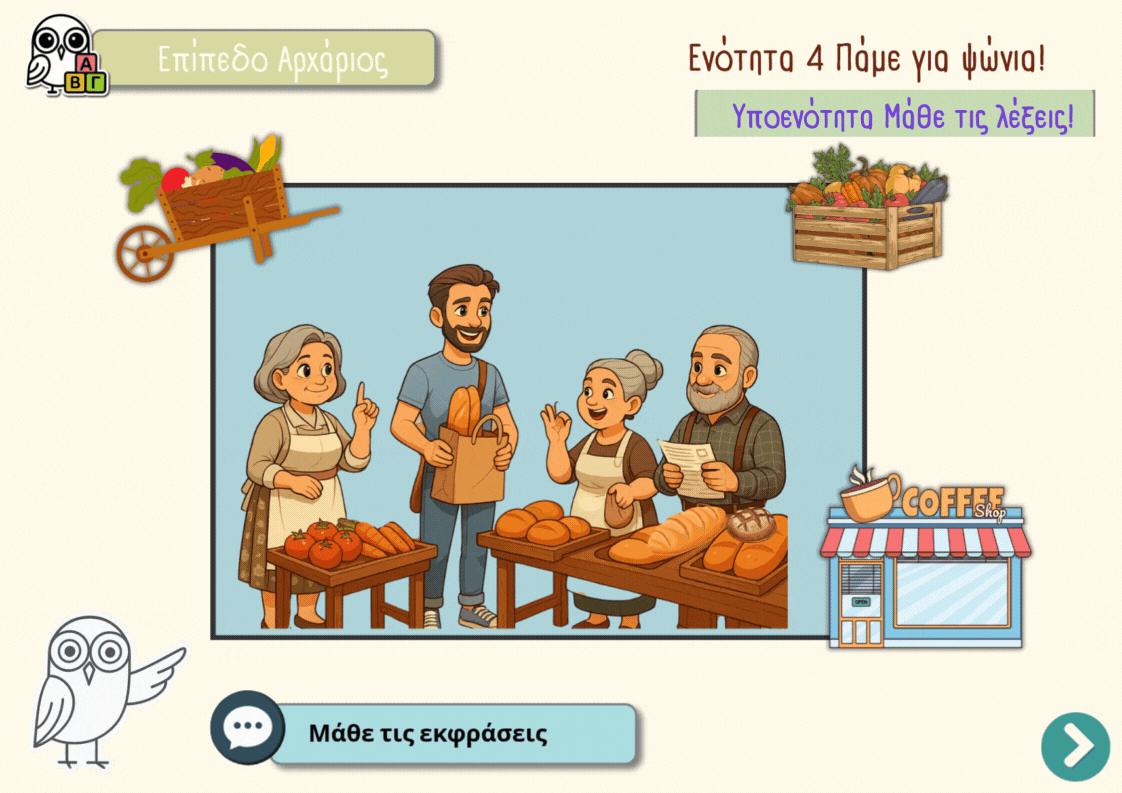 Επίπεδο Αρχάριος
Ενότητα 4 Πάμε για ψώνια!
Υποενότητα Μάθε τις λέξεις!
Α
Β Γ
COFFEE
Shop
OPEN
Μάθε τις εκφράσεις